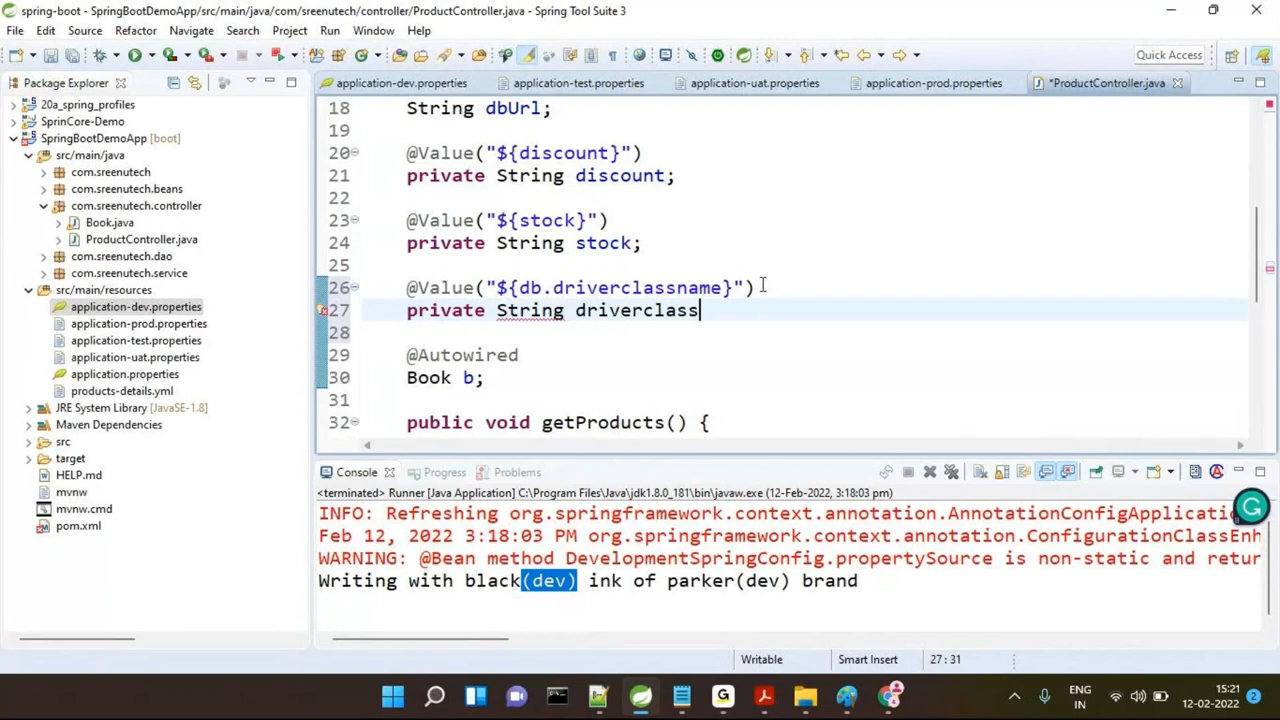 spring-boot - SpringBootDemoApp/src/main/java/com/sreenutech/controller/ProductController.java - Spring Tool Suite 3
File Edit Source Refactor Navigate Search Project Run Window Help
Quick Access
Package Explorer
application-dev.properties application-test.properties application-uat.properties application-prod.properties *ProductController.java
20a_spring_profiles
SprinCore-Demo
SpringBootDemoApp [boot]
src/main/java
com.sreenutech
com.sreenutech.beans
com.sreenutech.controller
Book.java
ProductController.java
com.sreenutech.dao
com.sreenutech.service
src/main/resources
application-dev.properties
application-prod.properties
application-test.properties
application-uat.properties
application.properties
products-details.yml
JRE System Library [JavaSE-1.8]
Maven Dependencies
src
target
HELP.md
mvnw
mvnw.cmd
pom.xml
18 String dbUrl;
19
20 @Value("${discount}")
21 private String discount;
22
23 @Value("${stock}")
24 private String stock;
25
26 @Value("${db.driverclassname}")
27 private String driverclass
28
29 @Autowired
30 Book b;
31
32 public void getProducts() {
Console Progress Problems
<terminated> Runner [Java Application] C:\Program Files\Java\jdk1.8.0_181\bin\javaw.exe (12-Feb-2022, 3:18:03 pm)
INFO: Refreshing org.springframework.context.annotation.AnnotationConfigApplicatio
Feb 12, 2022 3:18:03 PM org.springframework.context.annotation.ConfigurationClassEnh
WARNING: @Bean method DevelopmentSpringConfig.propertySource is non-static and retur
Writing with black(dev) ink of parker(dev) brand
Writable Smart Insert 27 : 31
ENG
IN
15:21
12-02-2022
2